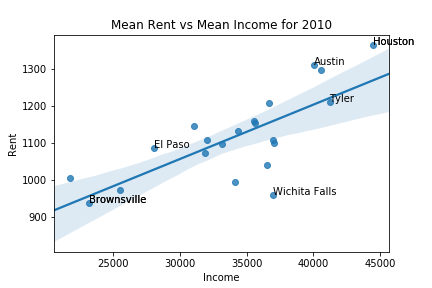 Mean Rent vs Mean Income for 2010
Houston
Austin
Tyler
El Paso
Wichita Falls
Brownsville
1300
1200
1100
1000
900
Rent
25000 30000 35000 40000 45000
Income